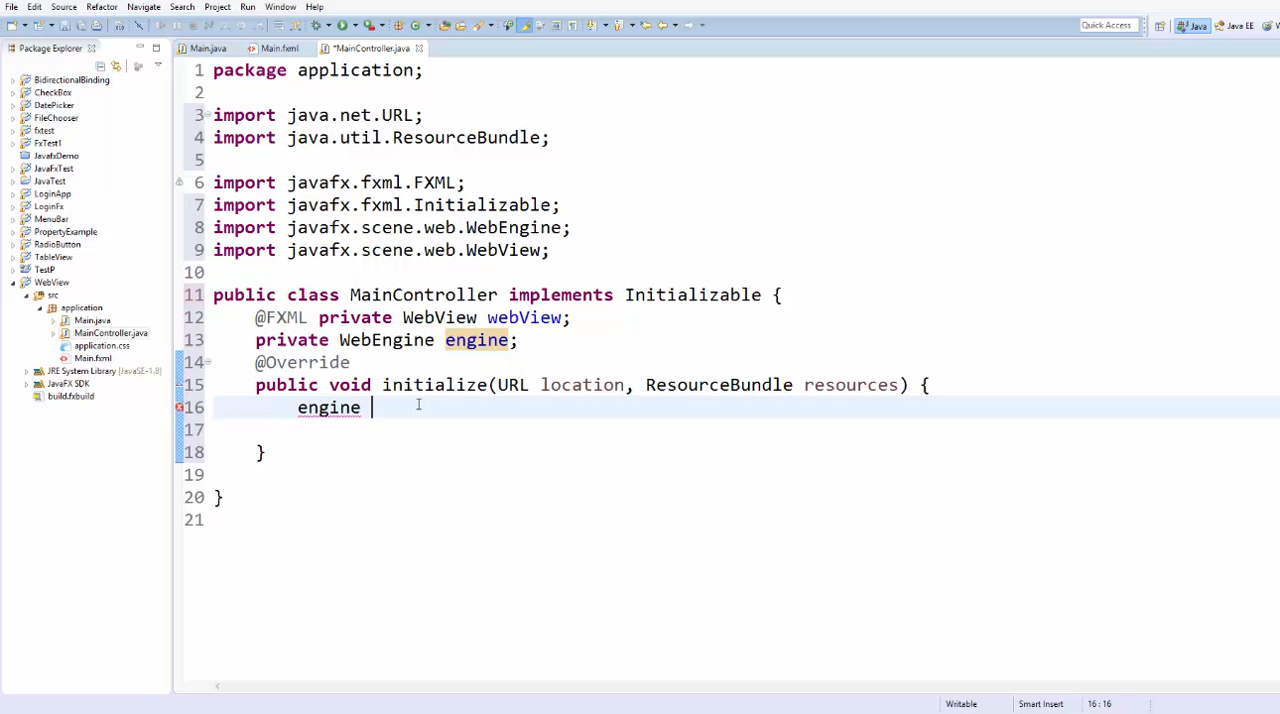 File Edit Source Refactor Navigate Search Project Run Window Help
Quick Access
Java
Java EE
Package Explorer
Main.java
Main.fxml
*MainController.java
BidirectionalBinding
CheckBox
DatePicker
FileChooser
fxtest
FxTest1
JavafxDemo
JavaFxTest
JavaTest
LoginApp
LoginFx
MenuBar
PropertyExample
RadioButton
TableView
TestP
WebView
src
application
Main.java
MainController.java
application.css
Main.fxml
JRE System Library [JavaSE-1.8]
JavaFX SDK
build.fxbuild
1 package application;
2
3 import java.net.URL;
4 import java.util.ResourceBundle;
5
6 import javafx.fxml.FXML;
7 import javafx.fxml.Initializable;
8 import javafx.scene.web.WebEngine;
9 import javafx.scene.web.WebView;
10
11 public class MainController implements Initializable {
12 @FXML private WebView webView;
13 private WebEngine engine;
14 @Override
15 public void initialize(URL location, ResourceBundle resources) {
16 engine
17
18 }
19
20 }
21
Writable
Smart Insert
16 : 16